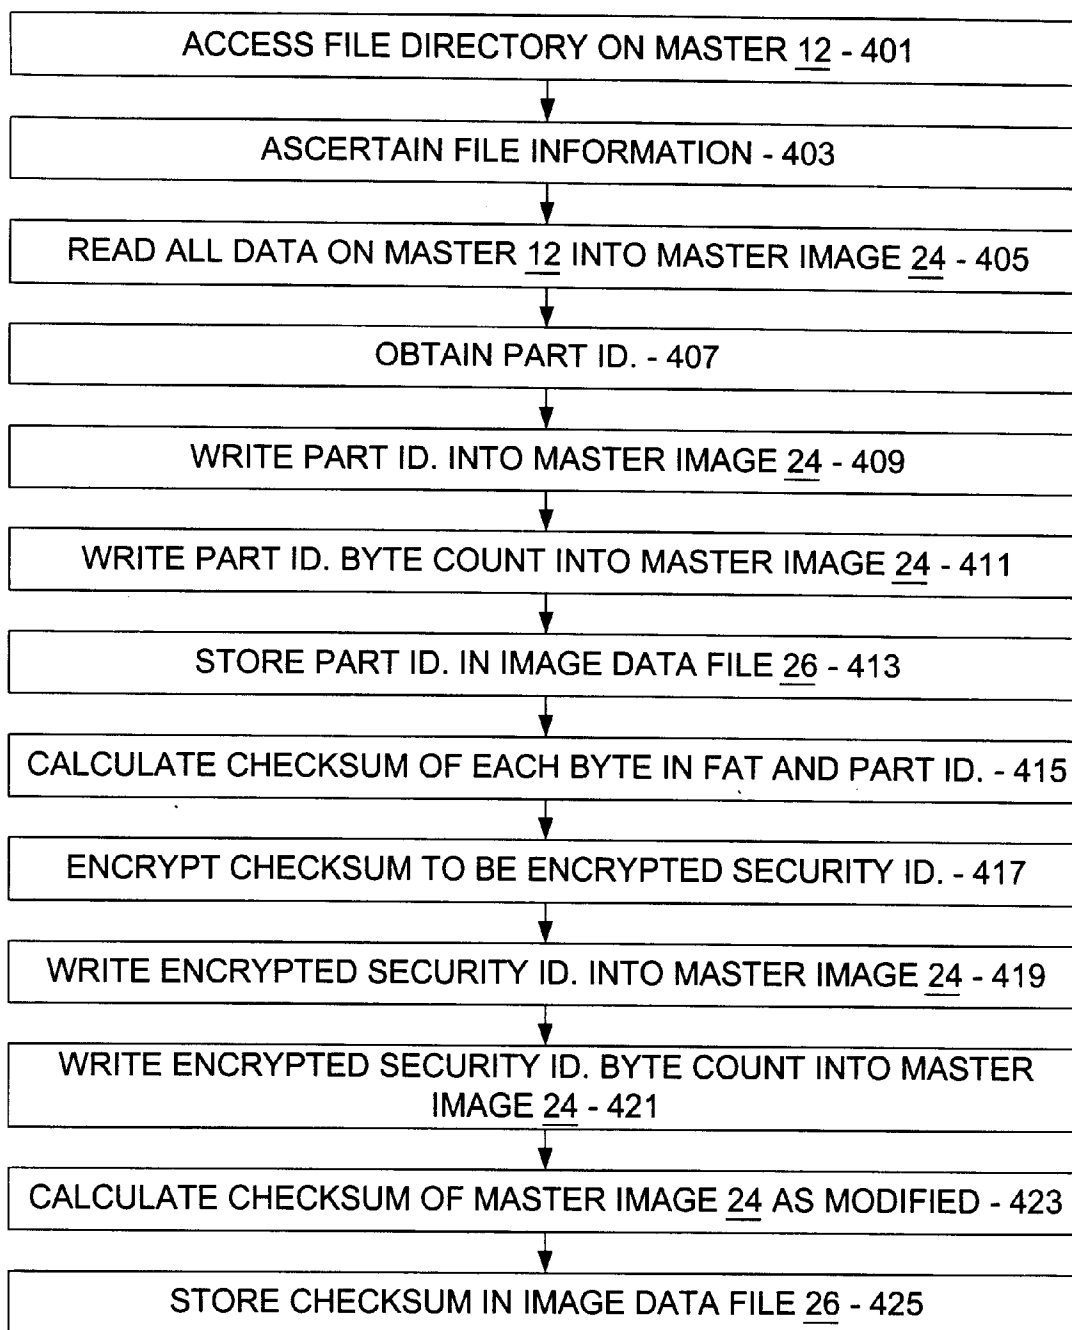 ACCESS FILE DIRECTORY ON MASTER 12 - 401
ASCERTAIN FILE INFORMATION - 403
READ ALL DATA ON MASTER 12 INTO MASTER IMAGE 24 - 405
OBTAIN PART ID. - 407
WRITE PART ID. INTO MASTER IMAGE 24 - 409
WRITE PART ID. BYTE COUNT INTO MASTER IMAGE 24 - 411
STORE PART ID. IN IMAGE DATA FILE 26 - 413
CALCULATE CHECKSUM OF EACH BYTE IN FAT AND PART ID. - 415
ENCRYPT CHECKSUM TO BE ENCRYPTED SECURITY ID. - 417
WRITE ENCRYPTED SECURITY ID. INTO MASTER IMAGE 24 - 419
WRITE ENCRYPTED SECURITY ID. BYTE COUNT INTO MASTER
IMAGE 24 - 421
CALCULATE CHECKSUM OF MASTER IMAGE 24 AS MODIFIED - 423
STORE CHECKSUM IN IMAGE DATA FILE 26 - 425